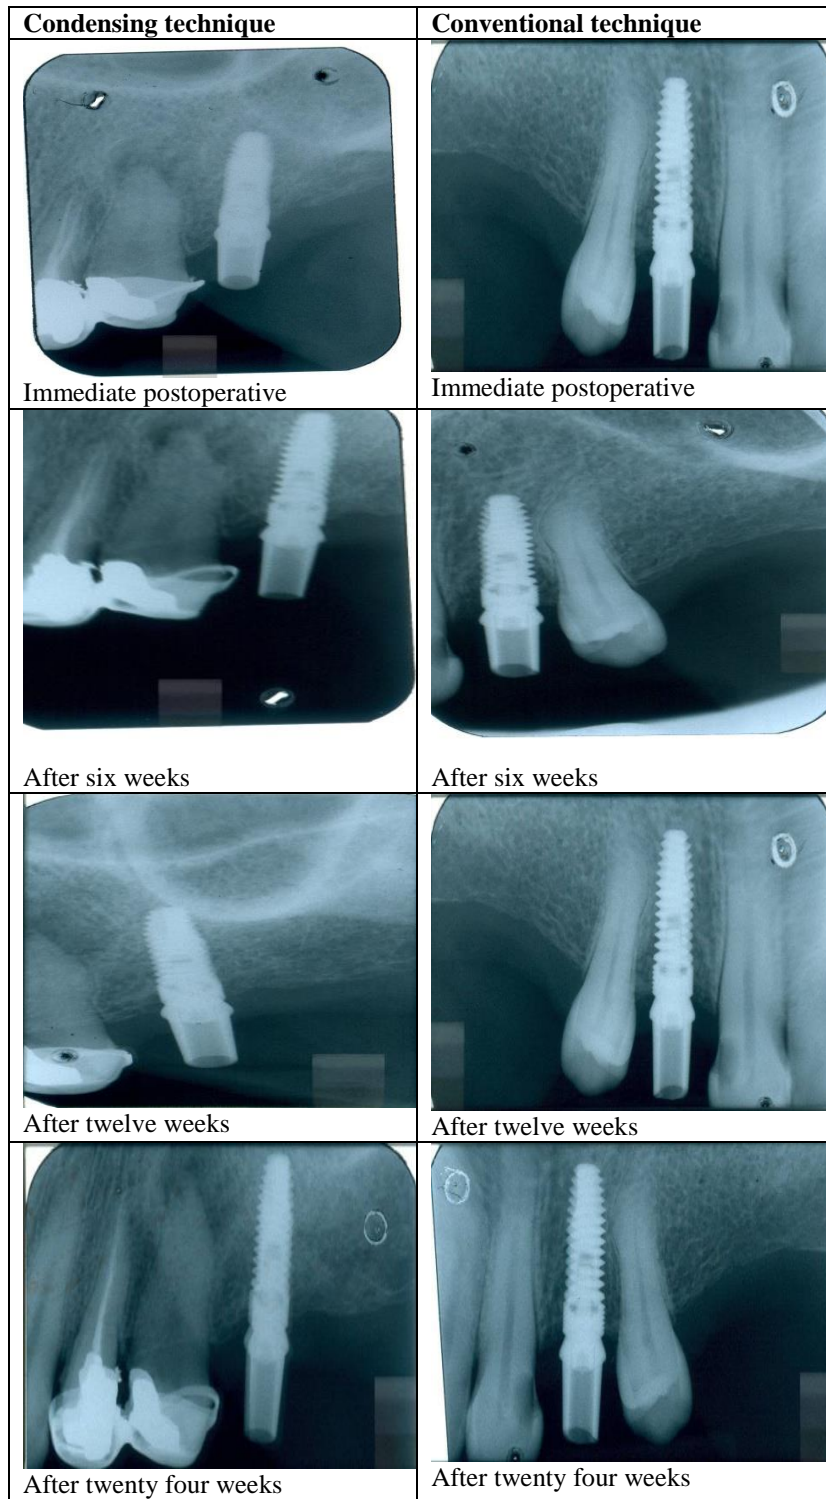 Condensing technique
Conventional technique
Immediate postoperative
Immediate postoperative
After six weeks
After six weeks
After twelve weeks
After twelve weeks
After twenty four weeks
After twenty four weeks